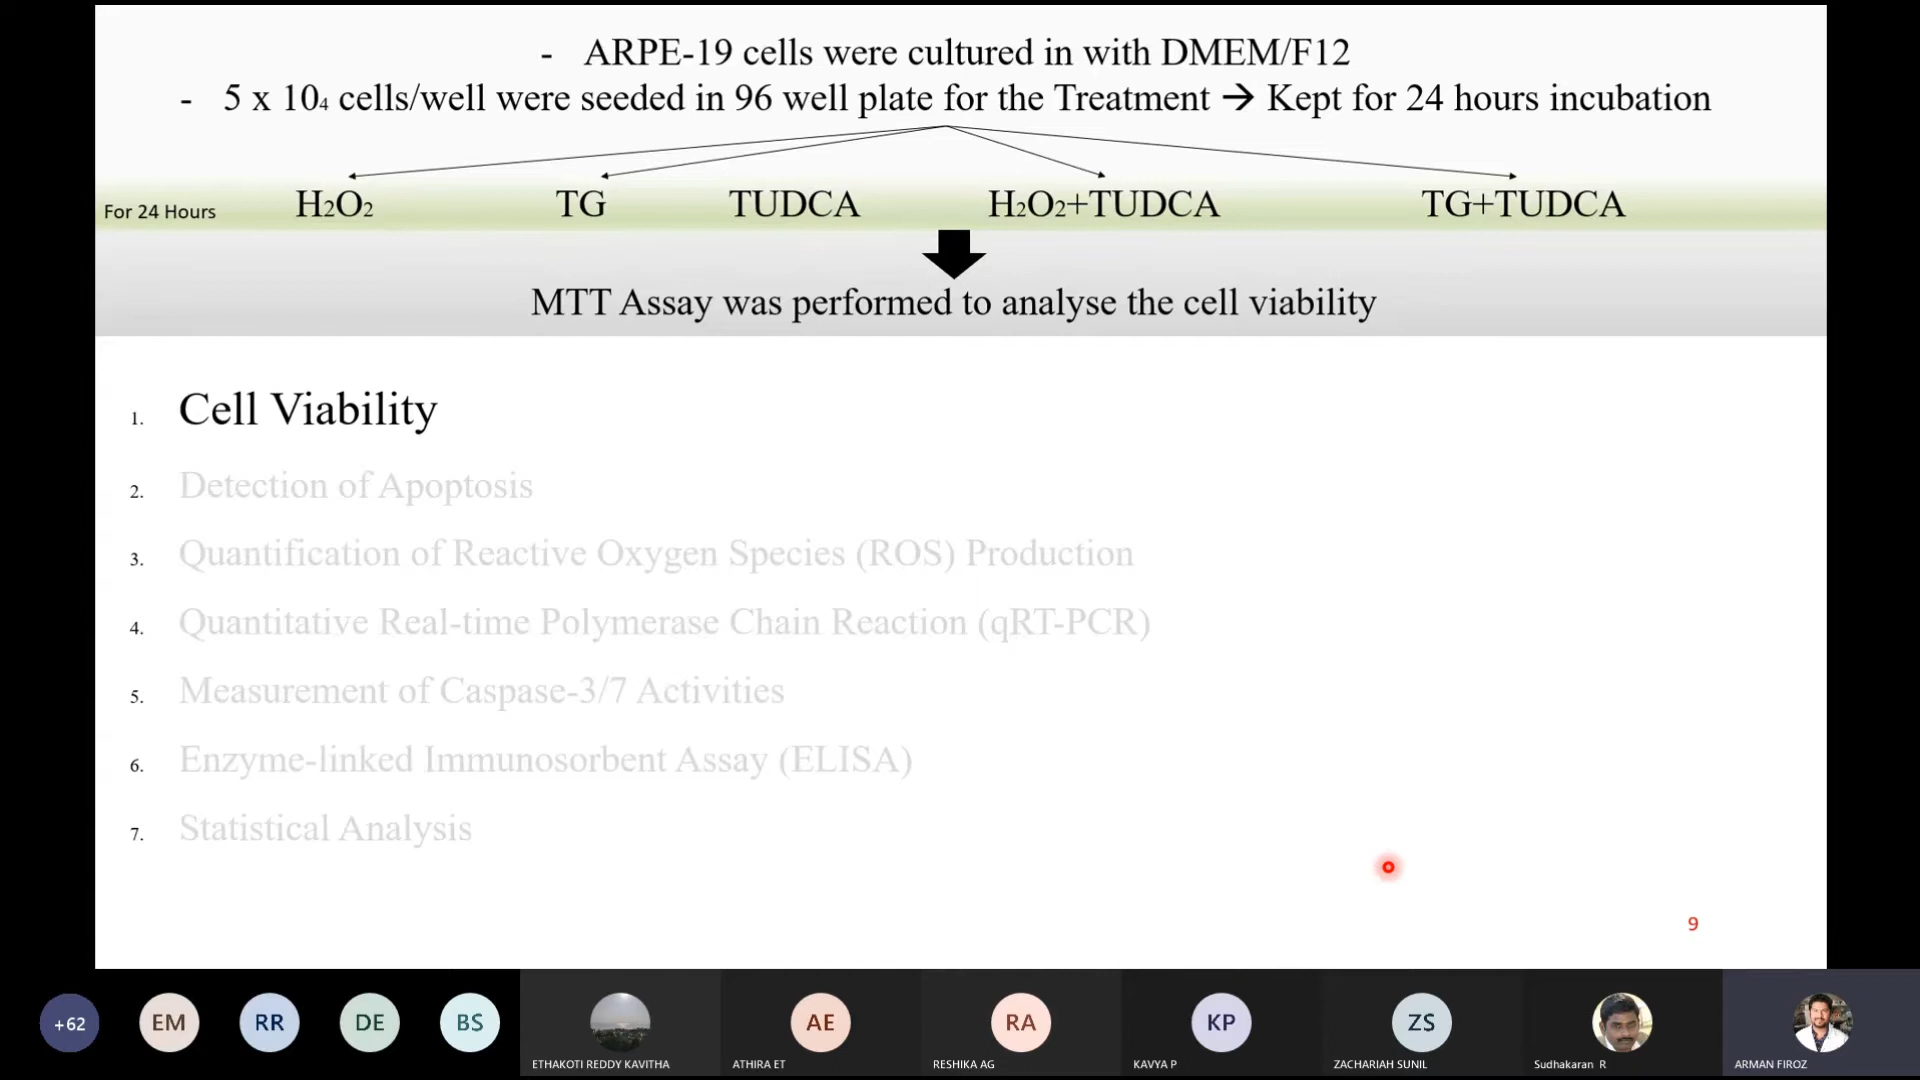 - ARPE-19 cells were cultured in with DMEM/F12
- 5 x 104 cells/well were seeded in 96 well plate for the Treatment → Kept for 24 hours incubation
For 24 Hours H2O2 TG TUDCA H2O2+TUDCA TG+TUDCA
MTT Assay was performed to analyse the cell viability
1. Cell Viability
2. Detection of Apoptosis
3. Quantification of Reactive Oxygen Species (ROS) Production
4. Quantitative Real-time Polymerase Chain Reaction (qRT-PCR)
5. Measurement of Caspase-3/7 Activities
6. Enzyme-linked Immunosorbent Assay (ELISA)
7. Statistical Analysis
9
+62 EM RR DE BS AE RA KP ZS
ETHAKOTI REDDY KAVITHA ATHIRA ET RESHIKA AG KAVYA P ZACHARIAH SUNIL Sudhakaran R ARMAN FIROZ